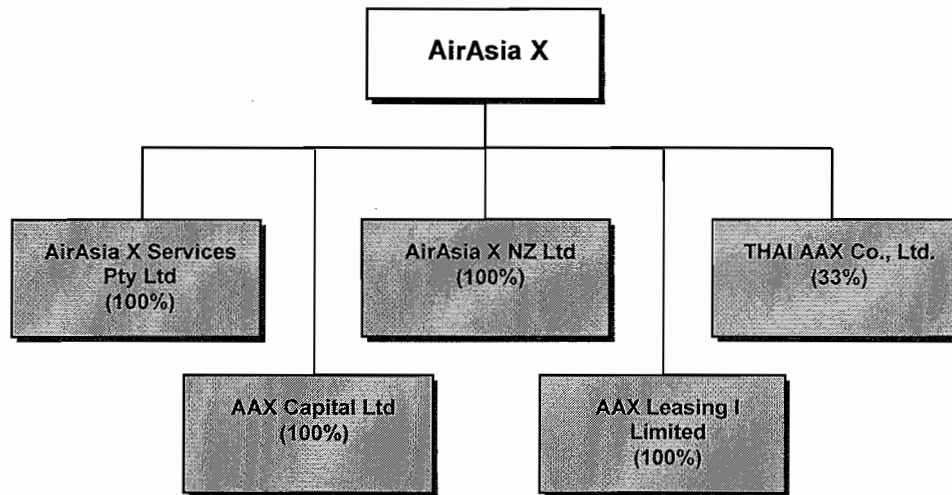 AirAsia X
AirAsia X Services
Pty Ltd
(100%)
AirAsia X NZ Ltd
(100%)
THAI AAX Co., Ltd.
(33%)
AAX Capital Ltd
(100%)
AAX Leasing I
Limited
(100%)